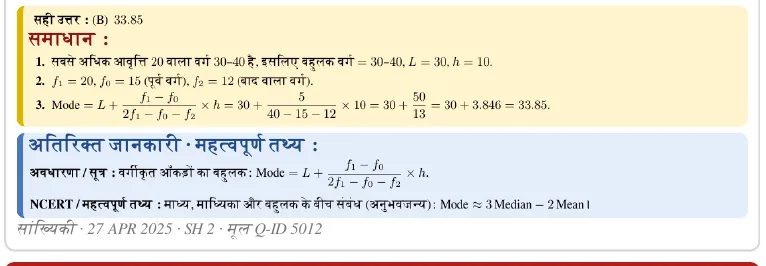 सही उत्तर : (B) 33.85
समाधान :
1. सबसे अधिक आवृत्ति 20 वाला वर्ग 30–40 है, इसलिए बहुलक वर्ग = 30–40, L = 30, h = 10.
2. f₁ = 20, f₀ = 15 (पूर्व वर्ग), f₂ = 12 (बाद वाला वर्ग).
3. Mode = L + \frac{f₁ − f₀}{2f₁ − f₀ − f₂} × h = 30 + \frac{5}{40 − 15 − 12} × 10 = 30 + \frac{50}{13} = 30 + 3.846 = 33.85.
अतिरिक्त जानकारी · महत्वपूर्ण तथ्य :
अवधारणा / सूत्र : वर्गीकृत आँकड़ों का बहुलक : Mode = L + \frac{f₁ − f₀}{2f₁ − f₀ − f₂} × h.
NCERT / महत्वपूर्ण तथ्य : माध्य, माध्यिका और बहुलक के बीच संबंध (अनुभवजन्य) : Mode ≈ 3 Median − 2 Mean।
सांख्यिकी · 27 APR 2025 · SH 2 · मूल Q-ID 5012